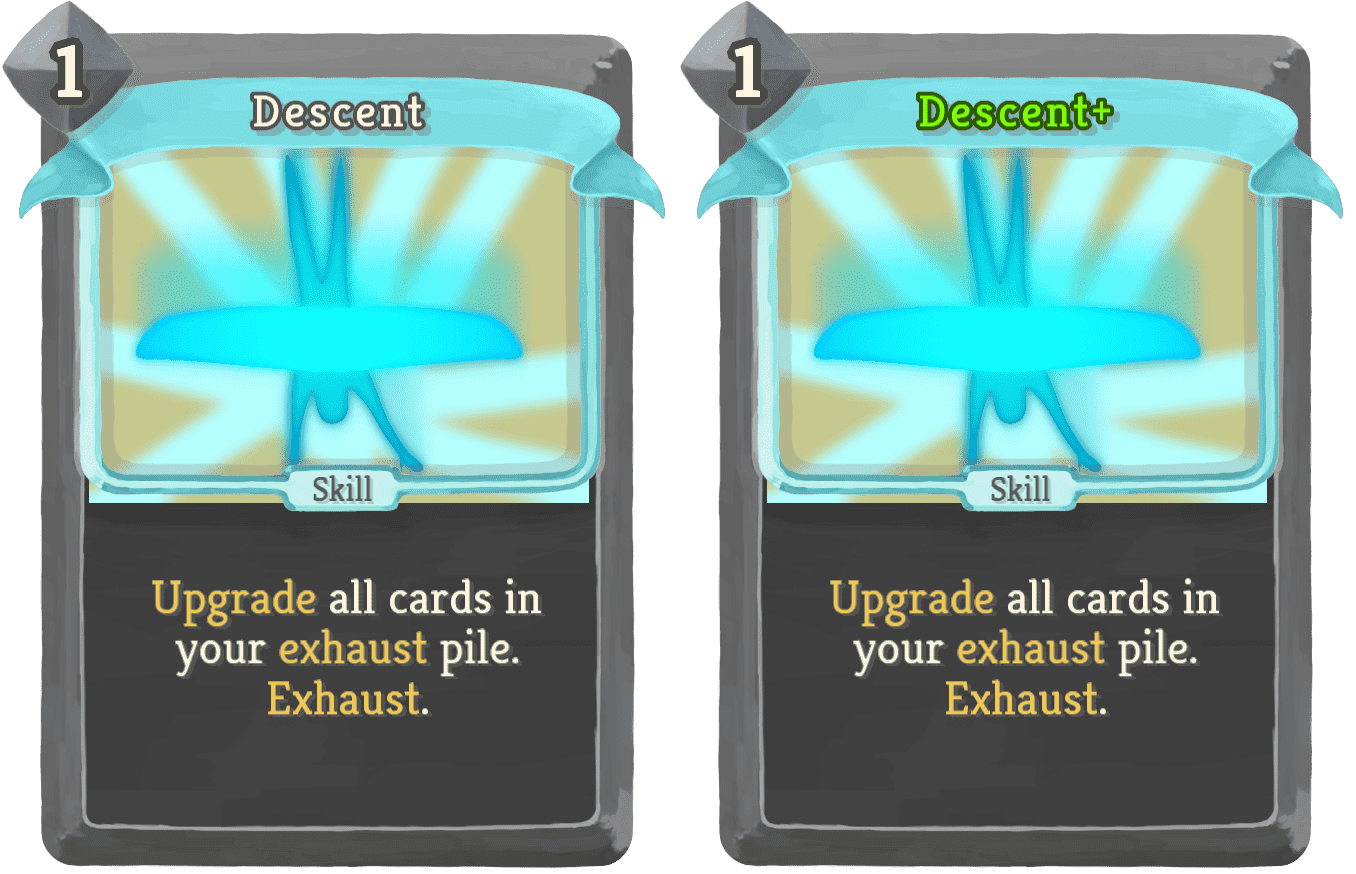 1
Descent
Skill
Upgrade all cards in
your exhaust pile.
Exhaust.
1
Descent+
Skill
Upgrade all cards in
your exhaust pile.
Exhaust.